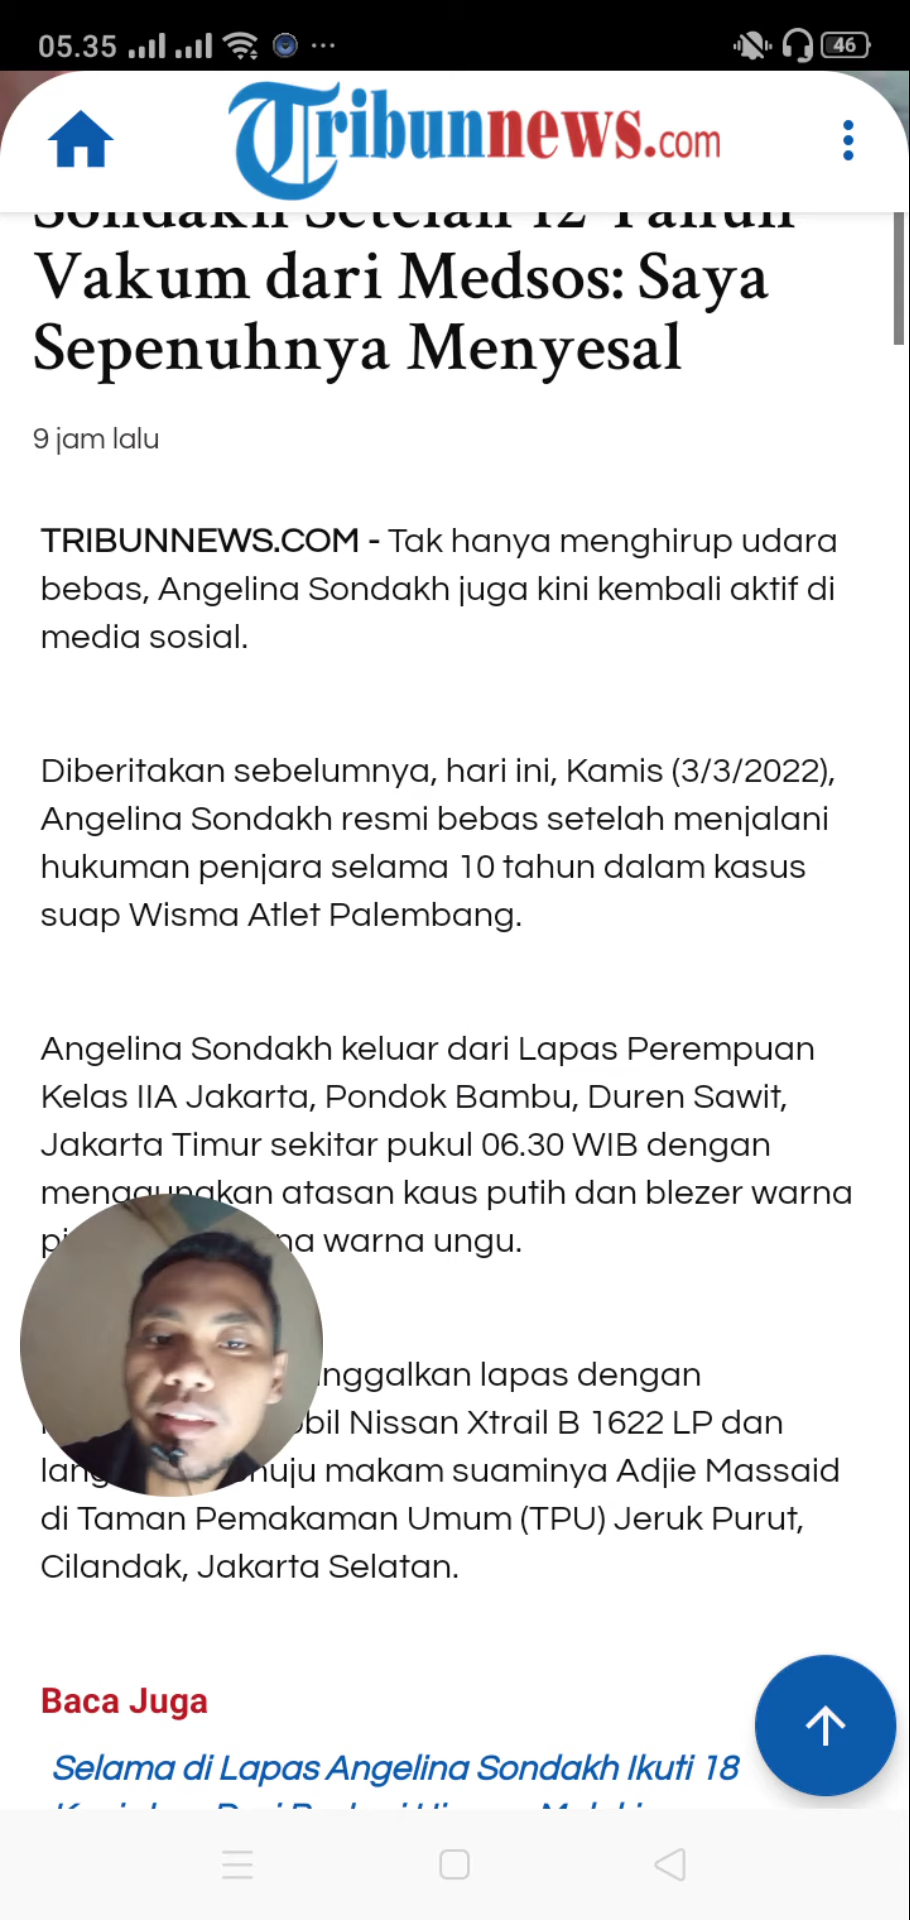 05.35
46
Tribunnews.com
Sondakh Setelah 12 Tahun
Vakum dari Medsos: Saya
Sepenuhnya Menyesal
9 jam lalu
TRIBUNNEWS.COM - Tak hanya menghirup udara
bebas, Angelina Sondakh juga kini kembali aktif di
media sosial.
Diberitakan sebelumnya, hari ini, Kamis (3/3/2022),
Angelina Sondakh resmi bebas setelah menjalani
hukuman penjara selama 10 tahun dalam kasus
suap Wisma Atlet Palembang.
Angelina Sondakh keluar dari Lapas Perempuan
Kelas IIA Jakarta, Pondok Bambu, Duren Sawit,
Jakarta Timur sekitar pukul 06.30 WIB dengan
menggunakan atasan kaus putih dan blezer warna
warna ungu.
lapas dengan
Nissan Xtrail B 1622 LP dan
makam suaminya Adjie Massaid
di Taman Pemakaman Umum (TPU) Jeruk Purut,
Cilandak, Jakarta Selatan.
Baca Juga
Selama di Lapas Angelina Sondakh Ikuti 18